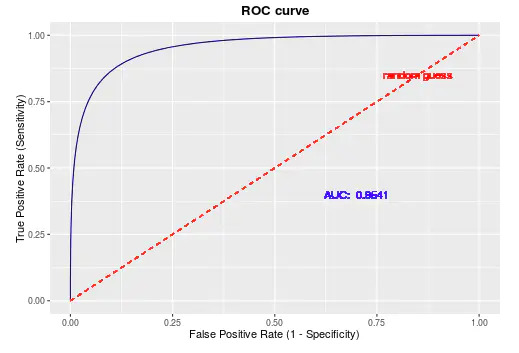 ROC curve
1.00
random guess
0.75
True Positive Rate (Sensitivity)
0.50
AUC: 0.9541
0.25
0.00
0.00 0.25 0.50 0.75 1.00
False Positive Rate (1 - Specificity)